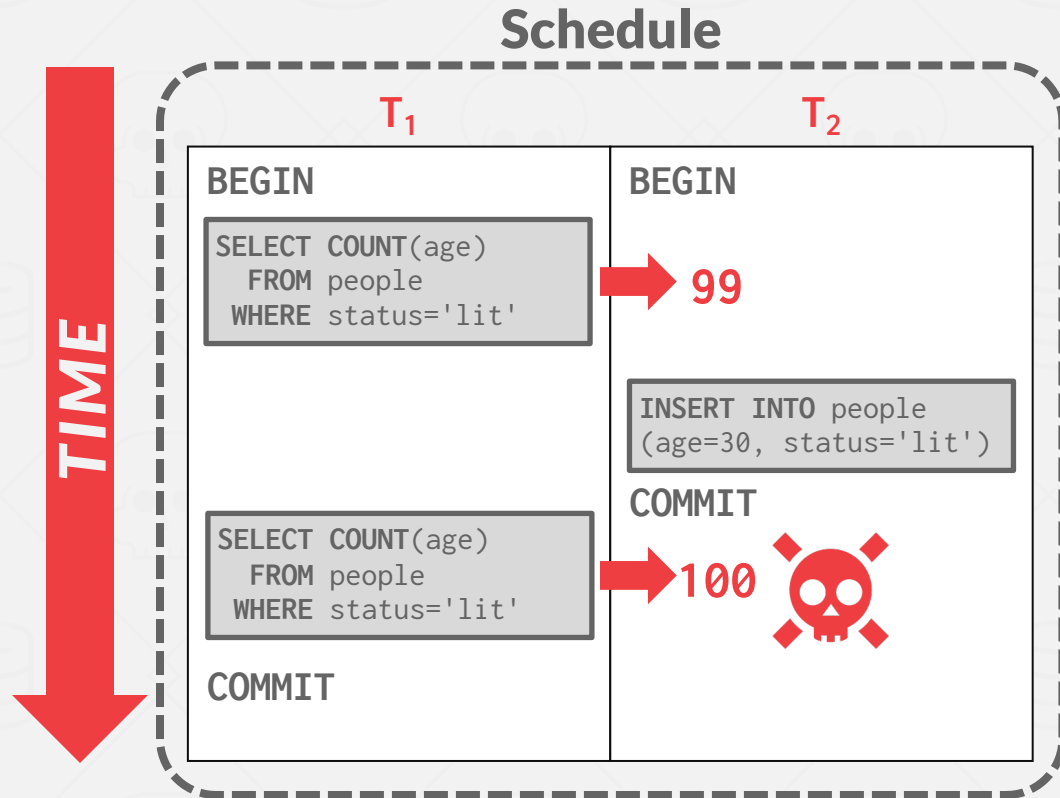 Schedule
TIME
T₁
T₂
BEGIN
BEGIN
SELECT COUNT(age)
FROM people
WHERE status='lit'
99
INSERT INTO people
(age=30, status='lit')
COMMIT
SELECT COUNT(age)
FROM people
WHERE status='lit'
100
COMMIT